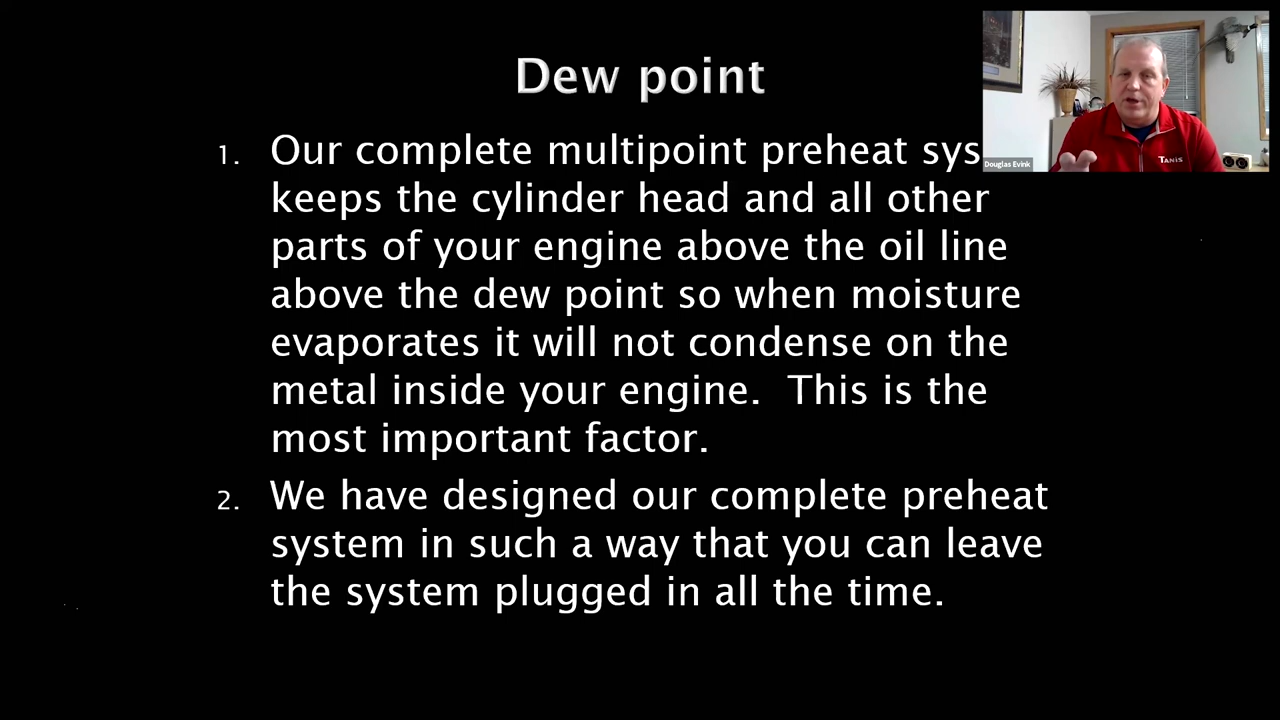 Dew point
1. Our complete multipoint preheat sys
keeps the cylinder head and all other
parts of your engine above the oil line
above the dew point so when moisture
evaporates it will not condense on the
metal inside your engine.  This is the
most important factor.
2. We have designed our complete preheat
system in such a way that you can leave
the system plugged in all the time.
Douglas Evink
TANIS